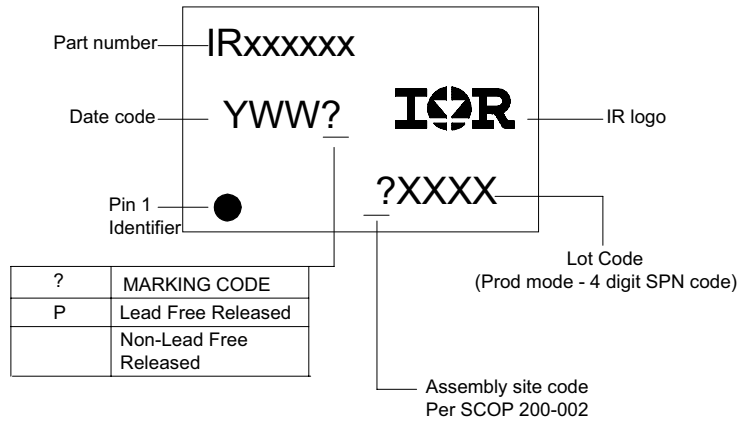 Part number
IRxxxxxx
Date code
YWW?
IOR
IR logo
Pin 1
Identifier
?XXXX
Lot Code
(Prod mode - 4 digit SPN code)
? MARKING CODE
P Lead Free Released
Non-Lead Free
Released
Assembly site code
Per SCOP 200-002